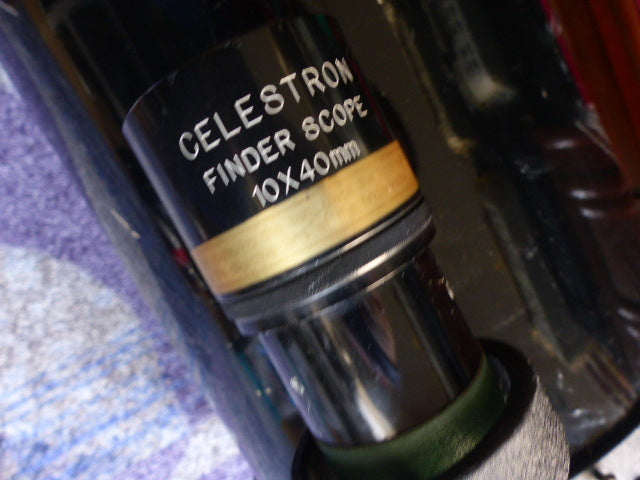 CELESTRON
FINDER SCOPE
10X40mm